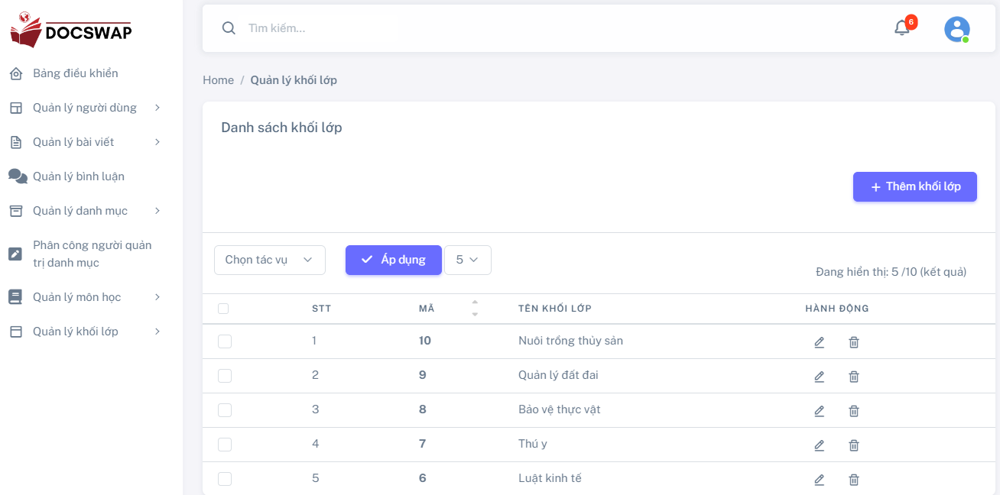 DOCSWAP
Bảng điều khiển
Quản lý người dùng
Quản lý bài viết
Quản lý bình luận
Quản lý danh mục
Phân công người quản
trị danh mục
Quản lý môn học
Quản lý khối lớp
Tìm kiếm...
6
Home / Quản lý khối lớp
Danh sách khối lớp
+ Thêm khối lớp
Chọn tác vụ
Áp dụng
5
Đang hiển thị: 5 /10 (kết quả)
STT MÃ TÊN KHỐI LỚP HÀNH ĐỘNG
1 10 Nuôi trồng thủy sản
2 9 Quản lý đất đai
3 8 Bảo vệ thực vật
4 7 Thú y
5 6 Luật kinh tế